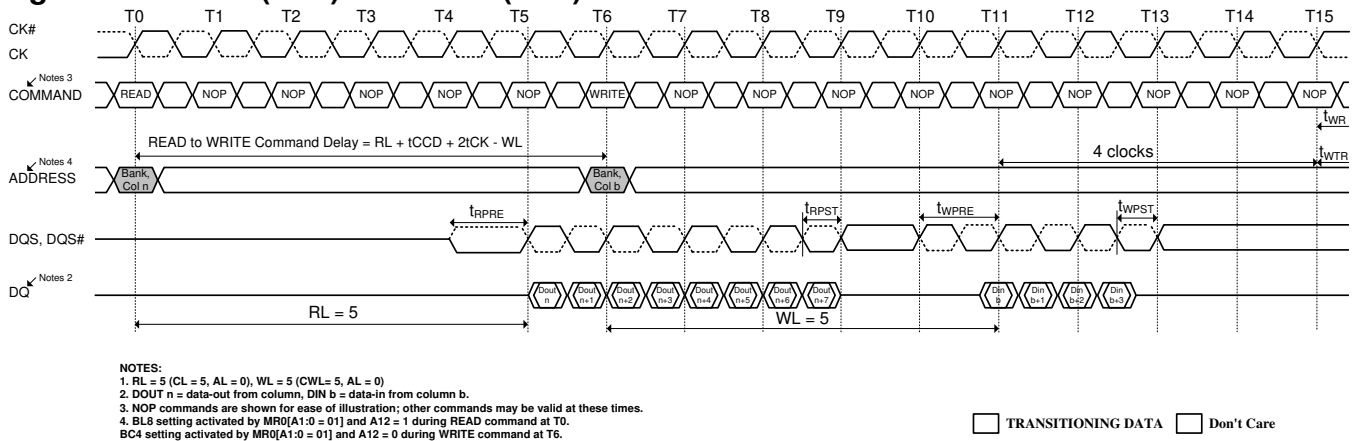 T0 T1 T2 T3 T4 T5 T6 T7 T8 T9 T10 T11 T12 T13 T14 T15
CK#
CK
Notes 3
COMMAND READ NOP NOP NOP NOP NOP WRITE NOP NOP NOP NOP NOP NOP NOP NOP NOP
tWR
READ to WRITE Command Delay = RL + tCCD + 2tCK - WL
4 clocks
tWTR
Notes 4
ADDRESS
Bank, Bank,
Col n Col b
tRPRE tRPST tWPRE tWPST
DQS, DQS#
Notes 2
DQ
Dout Dout Dout Dout Dout Dout Dout Dout Din Din Din Din
n n+1 n+2 n+3 n+4 n+5 n+6 n+7 b b+1 b+2 b+3
RL = 5 WL = 5
NOTES:
1. RL = 5 (CL = 5, AL = 0), WL = 5 (CWL= 5, AL = 0)
2. DOUT n = data-out from column, DIN b = data-in from column b.
3. NOP commands are shown for ease of illustration; other commands may be valid at these times.
4. BL8 setting activated by MR0[A1:0 = 01] and A12 = 1 during READ command at T0.
BC4 setting activated by MR0[A1:0 = 01] and A12 = 0 during WRITE command at T6.
TRANSITIONING DATA Don't Care